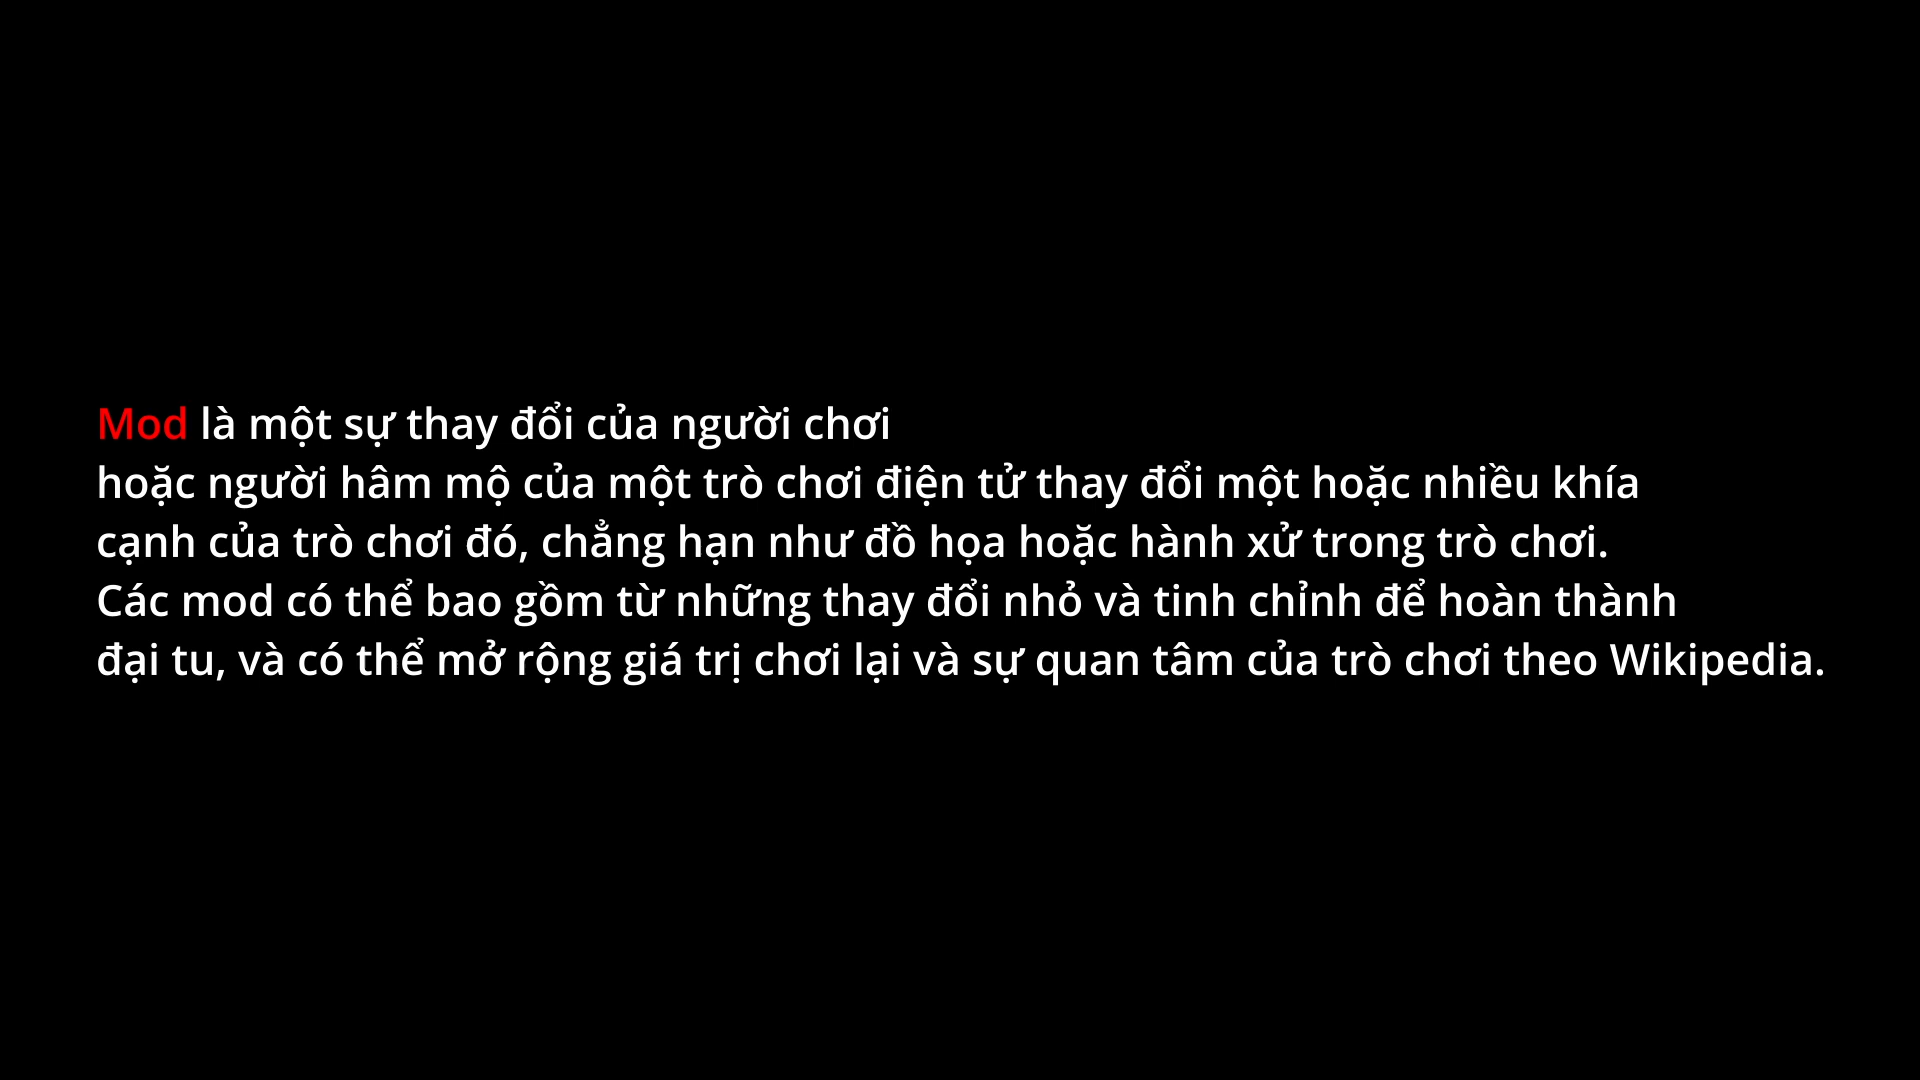 Mod là một sự thay đổi của người chơi
hoặc người hâm mộ của một trò chơi điện tử thay đổi một hoặc nhiều khía
cạnh của trò chơi đó, chẳng hạn như đồ họa hoặc hành xử trong trò chơi.
Các mod có thể bao gồm từ những thay đổi nhỏ và tinh chỉnh để hoàn thành
đại tu, và có thể mở rộng giá trị chơi lại và sự quan tâm của trò chơi theo Wikipedia.